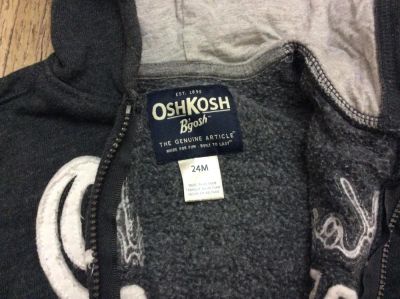 EST. 1895
OSHKOSH
B'gosh
THE GENUINE ARTICLE
MADE FOR FUN · BUILT TO LAST
24M